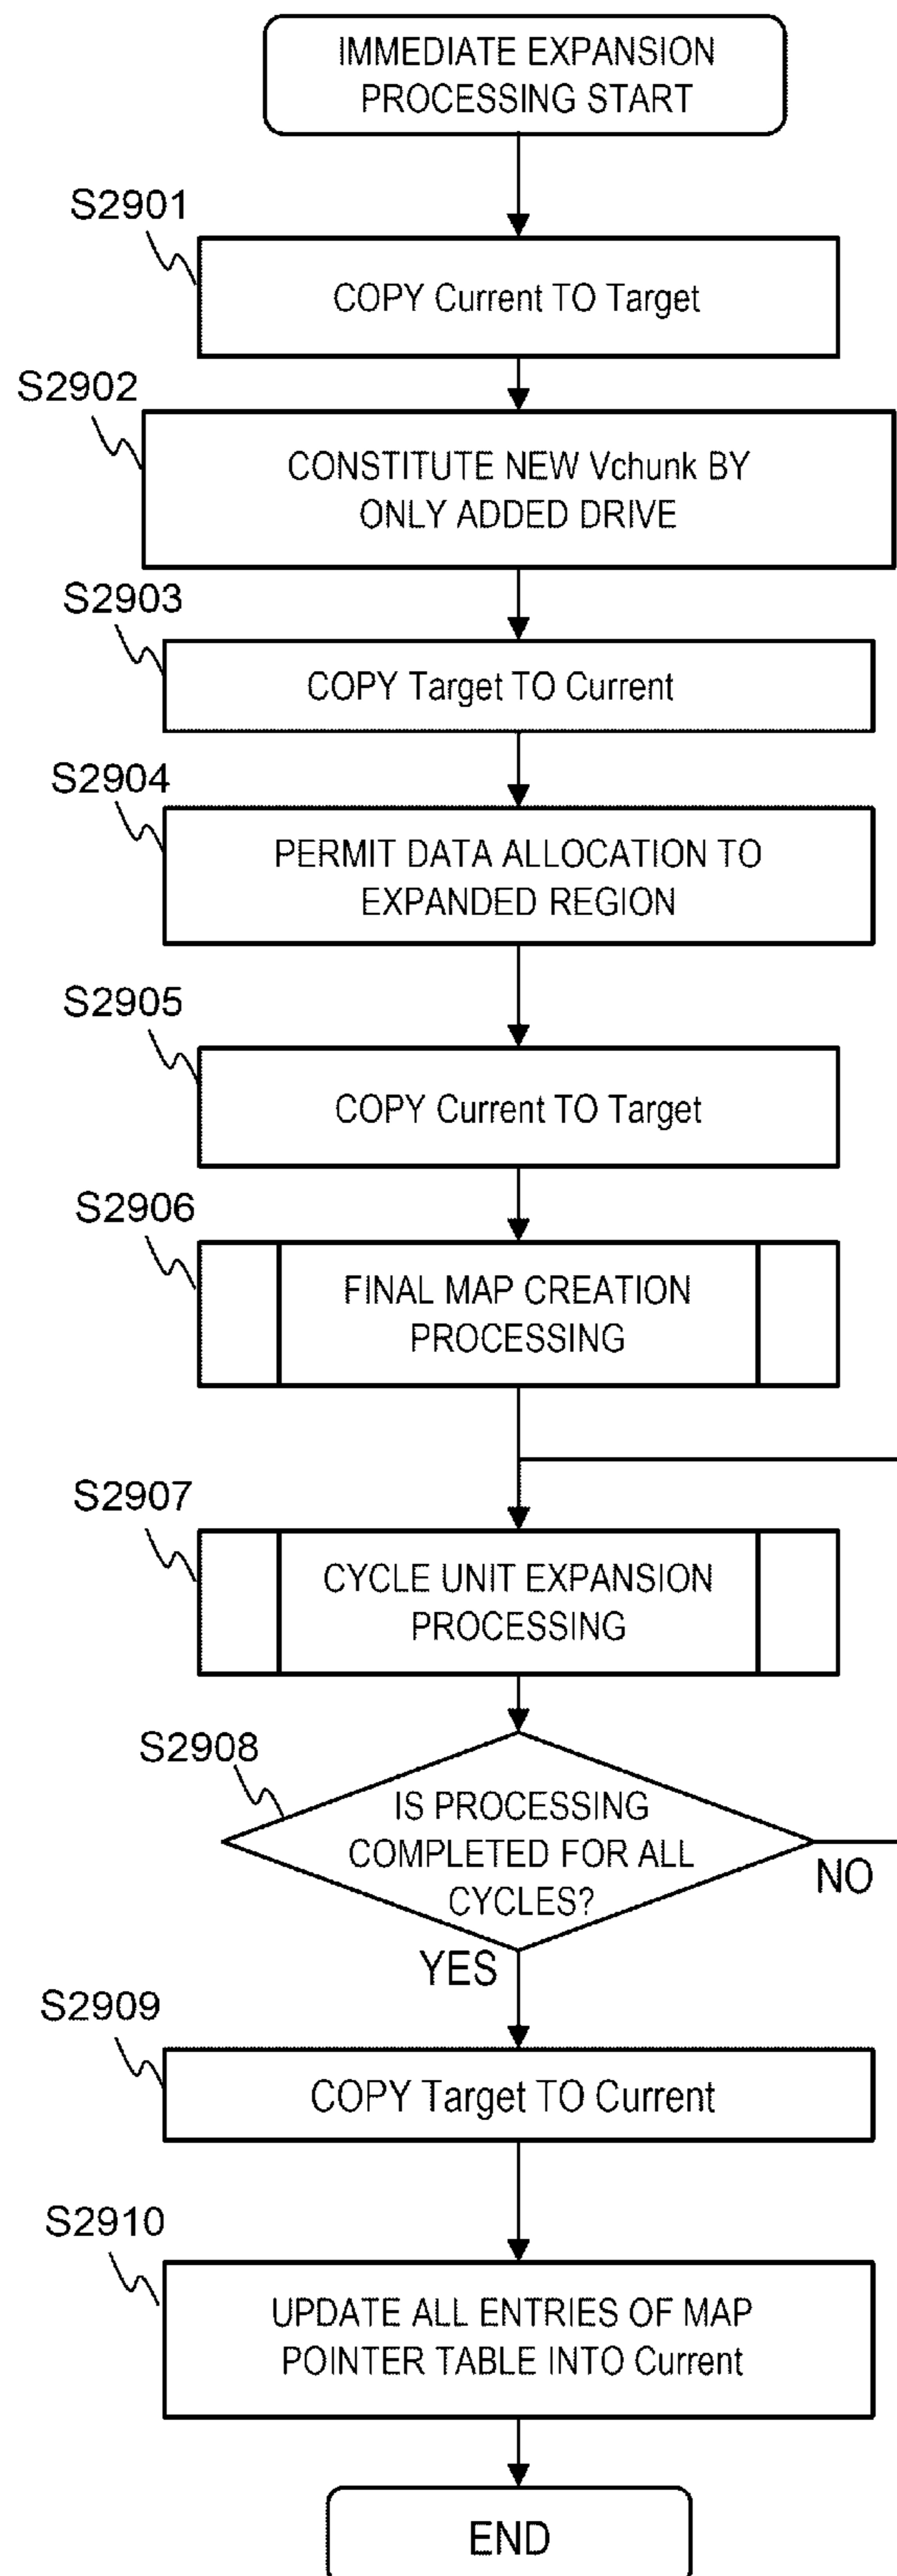 IMMEDIATE EXPANSION
PROCESSING START
S2901
COPY Current TO Target
S2902
CONSTITUTE NEW Vchunk BY
ONLY ADDED DRIVE
S2903
COPY Target TO Current
S2904
PERMIT DATA ALLOCATION TO
EXPANDED REGION
S2905
COPY Current TO Target
S2906
FINAL MAP CREATION
PROCESSING
S2907
CYCLE UNIT EXPANSION
PROCESSING
S2908
IS PROCESSING
COMPLETED FOR ALL
CYCLES?
NO
YES
S2909
COPY Target TO Current
S2910
UPDATE ALL ENTRIES OF MAP
POINTER TABLE INTO Current
END